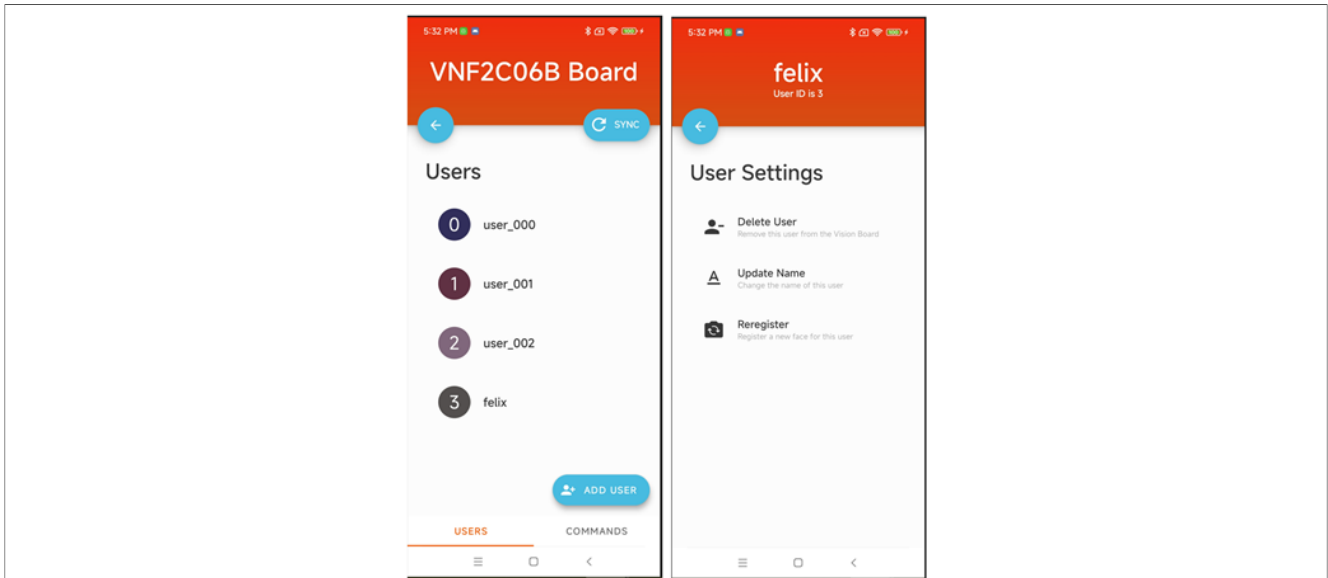 5:32 PM
VNF2C06B Board
SYNC
Users
0 user_000
1 user_001
2 user_002
3 felix
ADD USER
USERS COMMANDS
5:32 PM
felix
User ID is 3
User Settings
Delete User
Remove this user from the Vision Board
Update Name
Change the name of this user
Reregister
Register a new face for this user